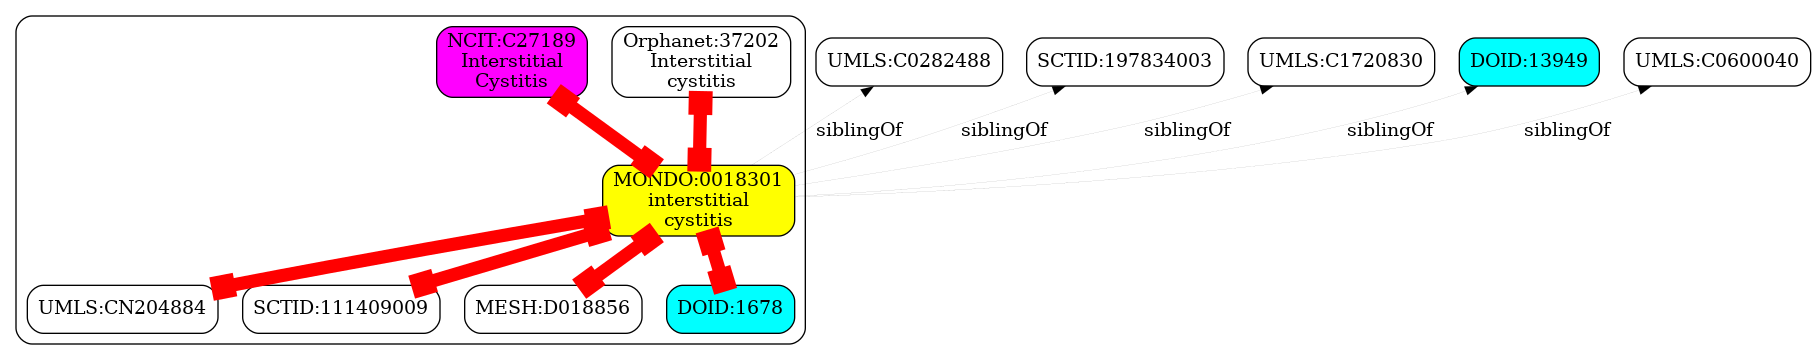 NCIT:C27189
Interstitial
Cystitis
Orphanet:37202
Interstitial
cystitis
UMLS:C0282488
SCTID:197834003
UMLS:C1720830
DOID:13949
UMLS:C0600040
siblingOf
siblingOf
siblingOf
siblingOf
siblingOf
MONDO:0018301
interstitial
cystitis
UMLS:CN204884
SCTID:111409009
MESH:D018856
DOID:1678